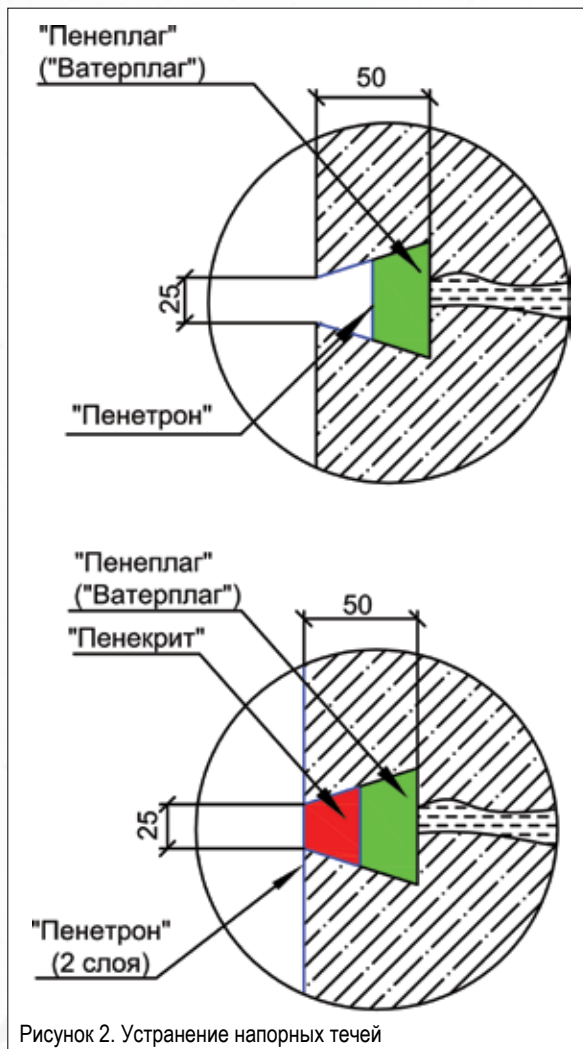 "Пенеплаг"
("Ватерплаг")
50
25
"Пенетрон"
"Пенеплаг"
("Ватерплаг")
"Пенекрит"
50
25
"Пенетрон"
(2 слоя)
Рисунок 2. Устранение напорных течей